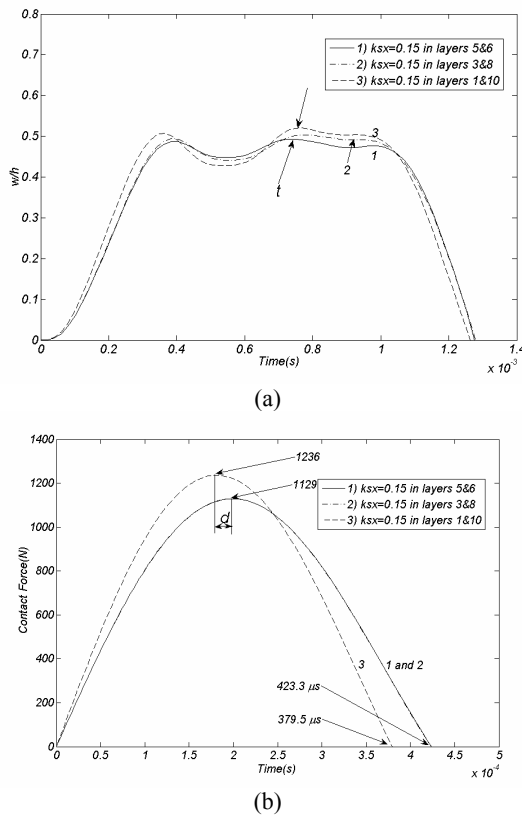 0.8
0.7
0.6
0.5
0.4
0.3
0.2
0.1
0
w/h
1) ksx=0.15 in layers 5&6
2) ksx=0.15 in layers 3&8
3) ksx=0.15 in layers 1&10
3
1
2
t
0 0.2 0.4 0.6 0.8 1 1.2 1.4
Time(s)
x 10⁻³
(a)
1400
1200
1000
800
600
400
200
0
Contact Force(N)
1236
1129
1) ksx=0.15 in layers 5&6
2) ksx=0.15 in layers 3&8
3) ksx=0.15 in layers 1&10
d
3
1 and 2
423.3 μs
379.5 μs
0 0.5 1 1.5 2 2.5 3 3.5 4 4.5 5
Time(s)
x 10⁻⁴
(b)